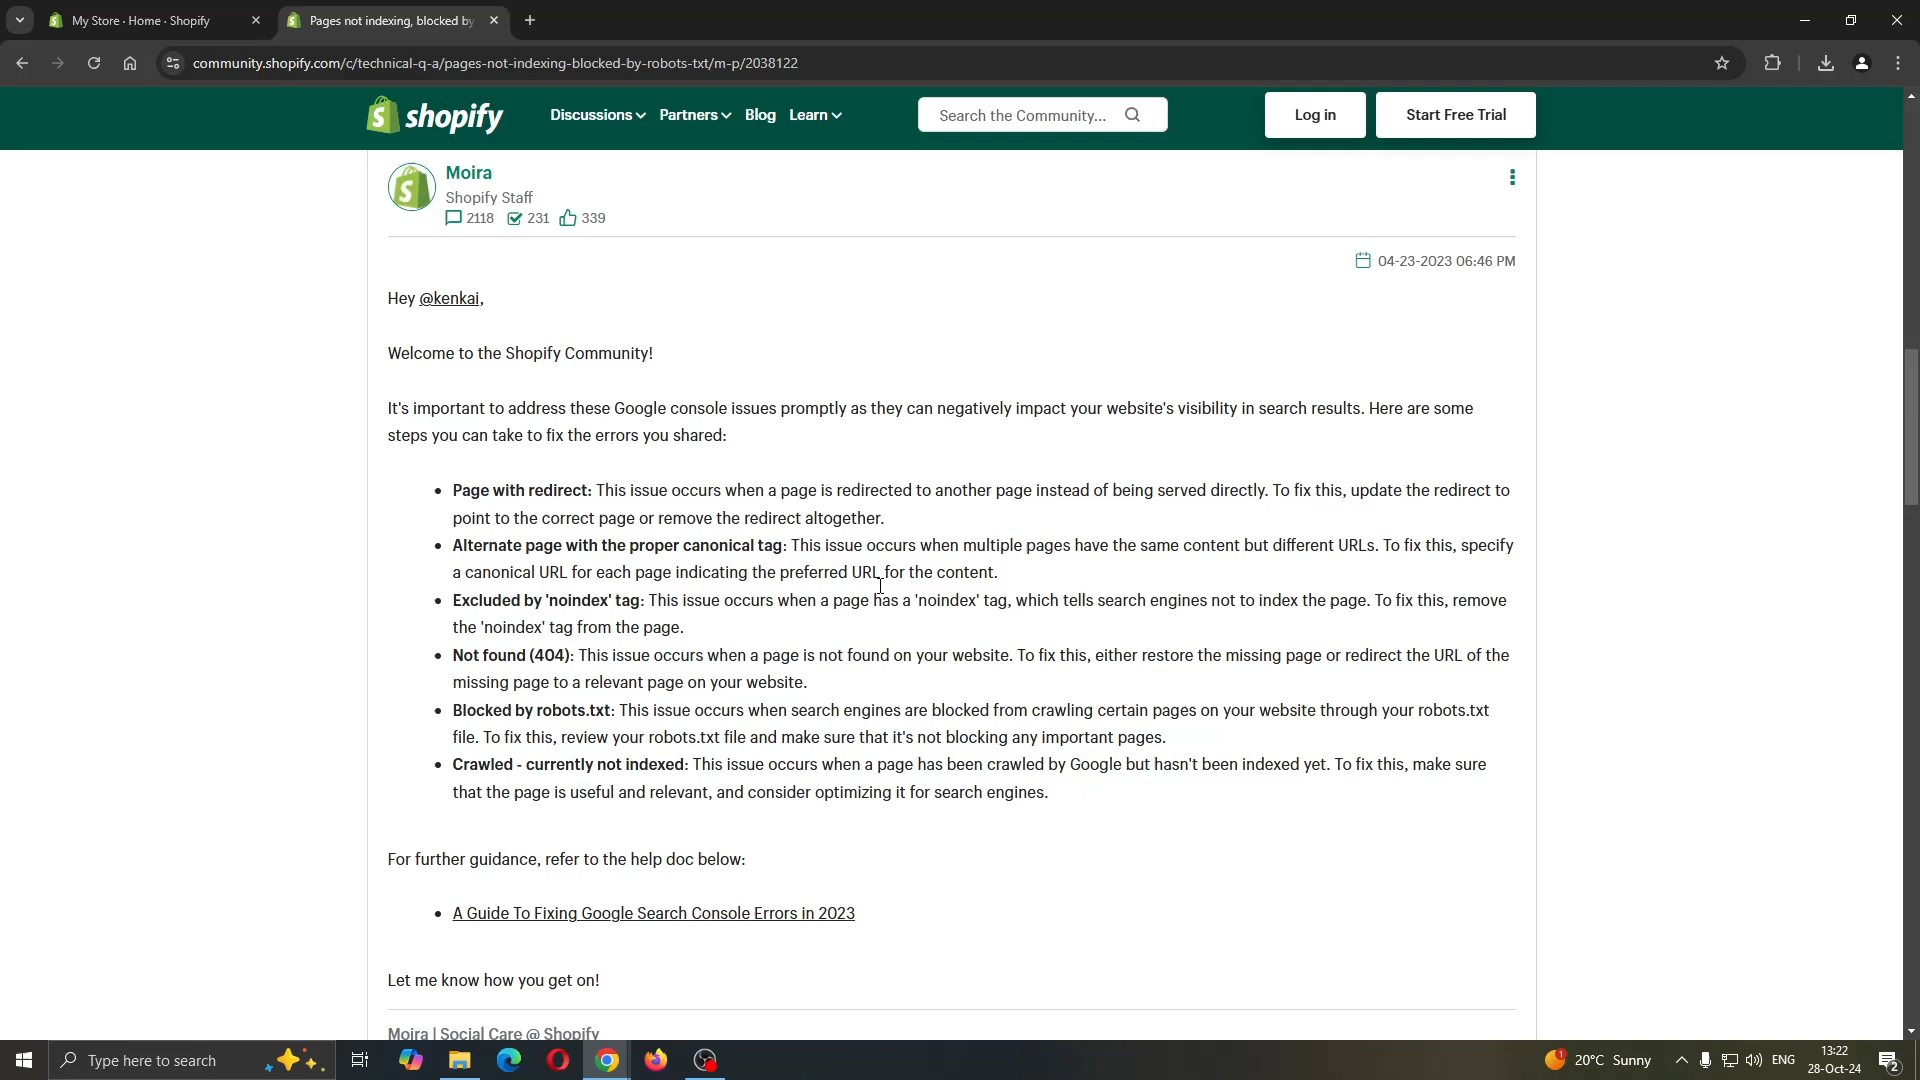 My Store · Home · Shopify
Pages not indexing, blocked by
community.shopify.com/c/technical-q-a/pages-not-indexing-blocked-by-robots-txt/m-p/2038122
shopify
Discussions Partners Blog Learn
Search the Community...
Log in
Start Free Trial
Moira
Shopify Staff
2118 231 339
04-23-2023 06:46 PM
Hey @kenkai,
Welcome to the Shopify Community!
It's important to address these Google console issues promptly as they can negatively impact your website's visibility in search results. Here are some
steps you can take to fix the errors you shared:
• Page with redirect: This issue occurs when a page is redirected to another page instead of being served directly. To fix this, update the redirect to
point to the correct page or remove the redirect altogether.
• Alternate page with the proper canonical tag: This issue occurs when multiple pages have the same content but different URLs. To fix this, specify
a canonical URL for each page indicating the preferred URL for the content.
• Excluded by 'noindex' tag: This issue occurs when a page has a 'noindex' tag, which tells search engines not to index the page. To fix this, remove
the 'noindex' tag from the page.
• Not found (404): This issue occurs when a page is not found on your website. To fix this, either restore the missing page or redirect the URL of the
missing page to a relevant page on your website.
• Blocked by robots.txt: This issue occurs when search engines are blocked from crawling certain pages on your website through your robots.txt
file. To fix this, review your robots.txt file and make sure that it's not blocking any important pages.
• Crawled - currently not indexed: This issue occurs when a page has been crawled by Google but hasn't been indexed yet. To fix this, make sure
that the page is useful and relevant, and consider optimizing it for search engines.
For further guidance, refer to the help doc below:
• A Guide To Fixing Google Search Console Errors in 2023
Let me know how you get on!
Moira | Social Care @ Shopify
Type here to search
1
20°C Sunny
ENG
13:22
28-Oct-24
2